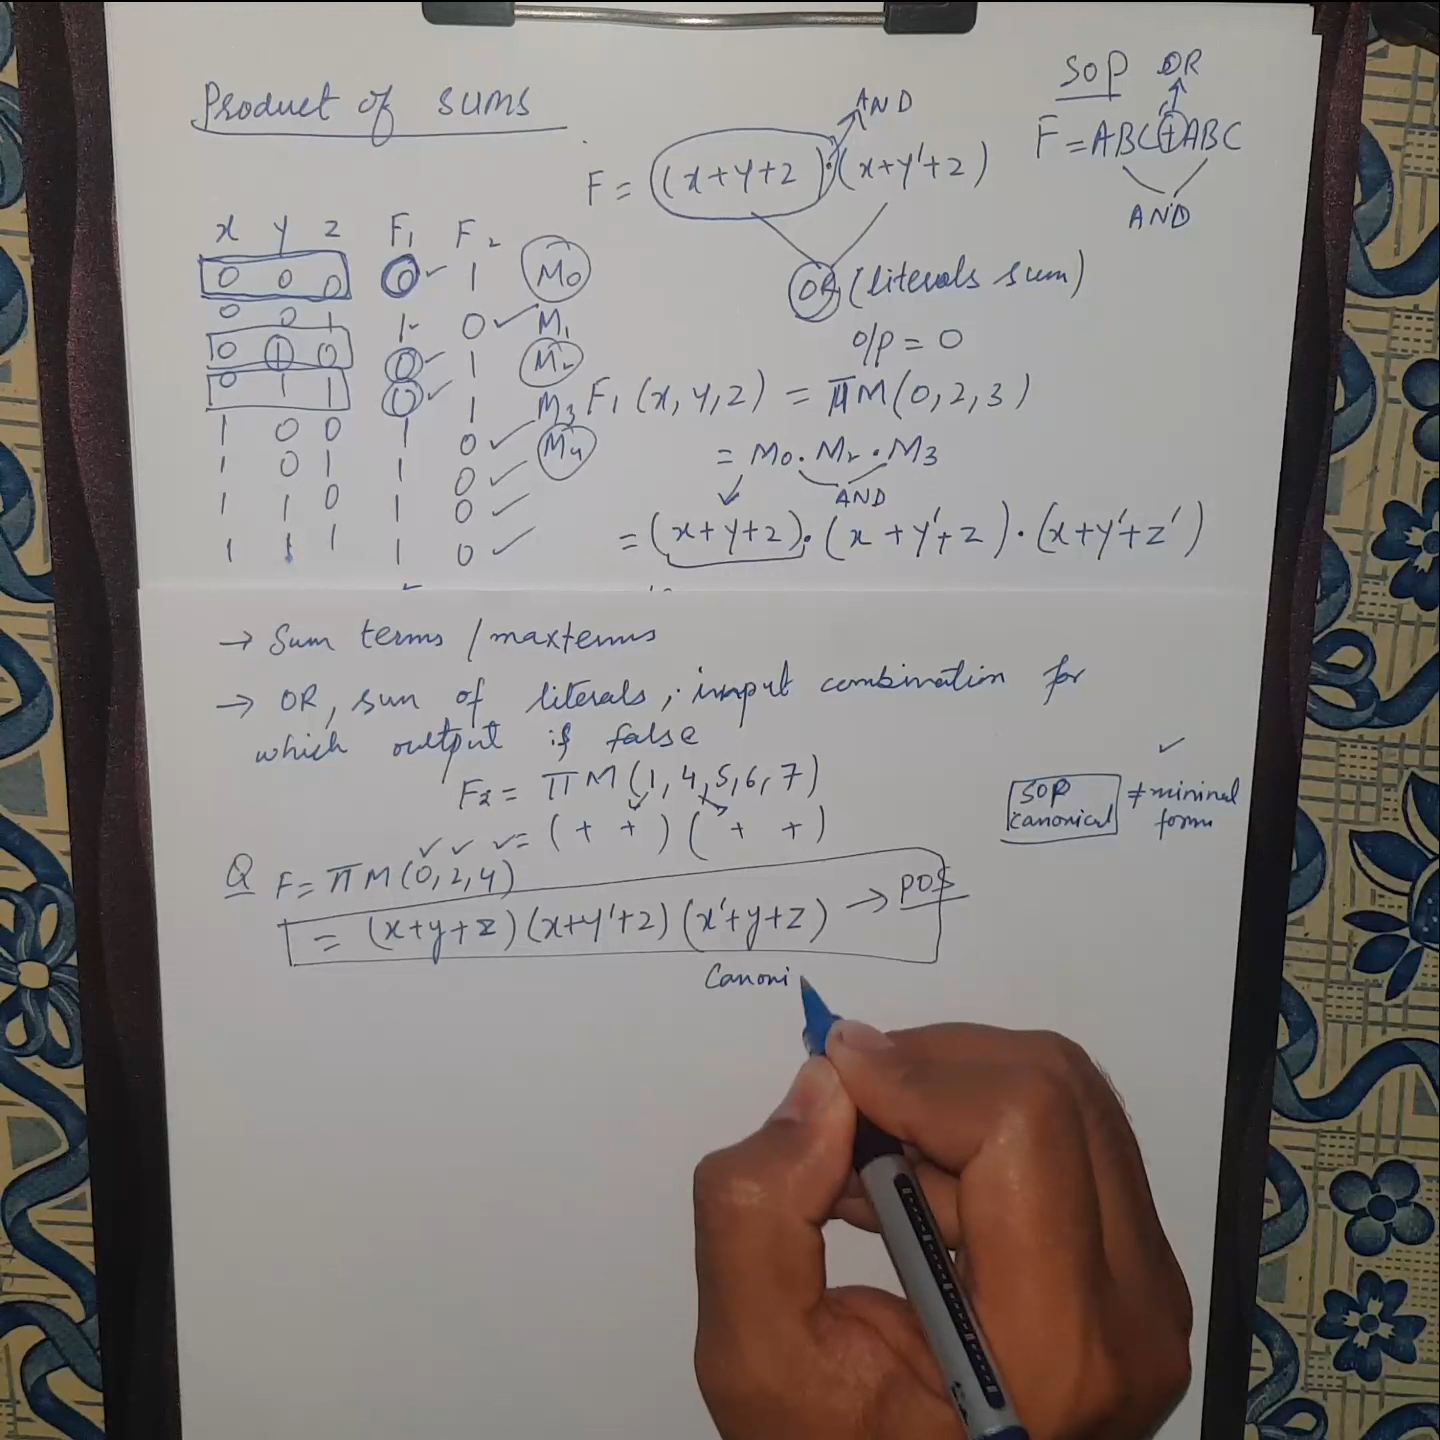 Product of sums
SOP OR
F = ABC + ABC
AND
AND
F = (x+y+z)·(x+y'+z)
OR (literals sum)
o/p = 0
x y z F₁ F₂
0 0 0 0 1 M₀
0 0 1 1 0 M₁
0 1 0 0 1 M₂
0 1 1 0 1 M₃
1 0 0 1 0 M₄
1 0 1 1 0
1 1 0 1 0
1 1 1 1 0
F₁ (x, y, z) = πM(0,2,3)
= M₀ · M₂ · M₃
AND
= (x+y+z)·(x+y'+z)·(x+y'+z')
→ Sum terms / maxterms
→ OR, sum of literals, input combination for
which output is false
F₂ = πM(1,4,5,6,7)
= ( + + ) ( + + )
SOP canonical ≠ minimal form
Q F = πM(0,2,4)
= (x+y+z)(x+y'+z)(x'+y+z) → POS
Canoni